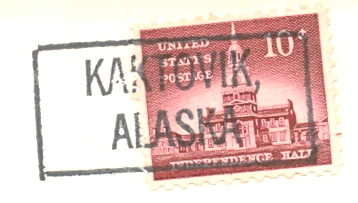 UNITED
STATES
POSTAGE
10¢
KAKTOVIK,
ALASKA
INDEPENDENCE HALL